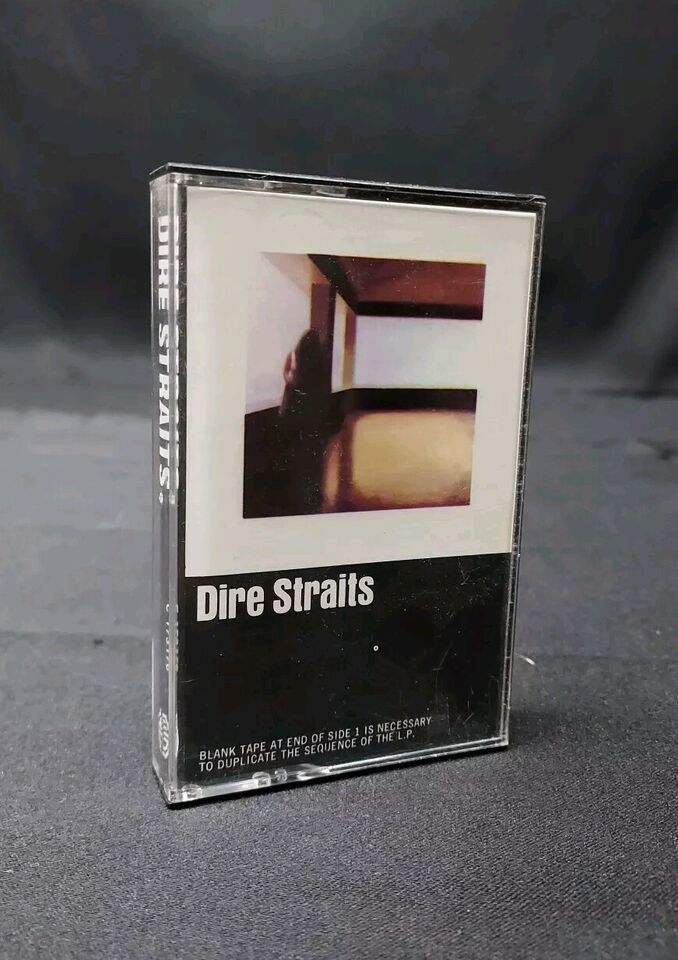 DIRE STRAITS.
Dire Straits
BLANK TAPE AT END OF SIDE 1 IS NECESSARY
TO DUPLICATE THE SEQUENCE OF THE L.P.